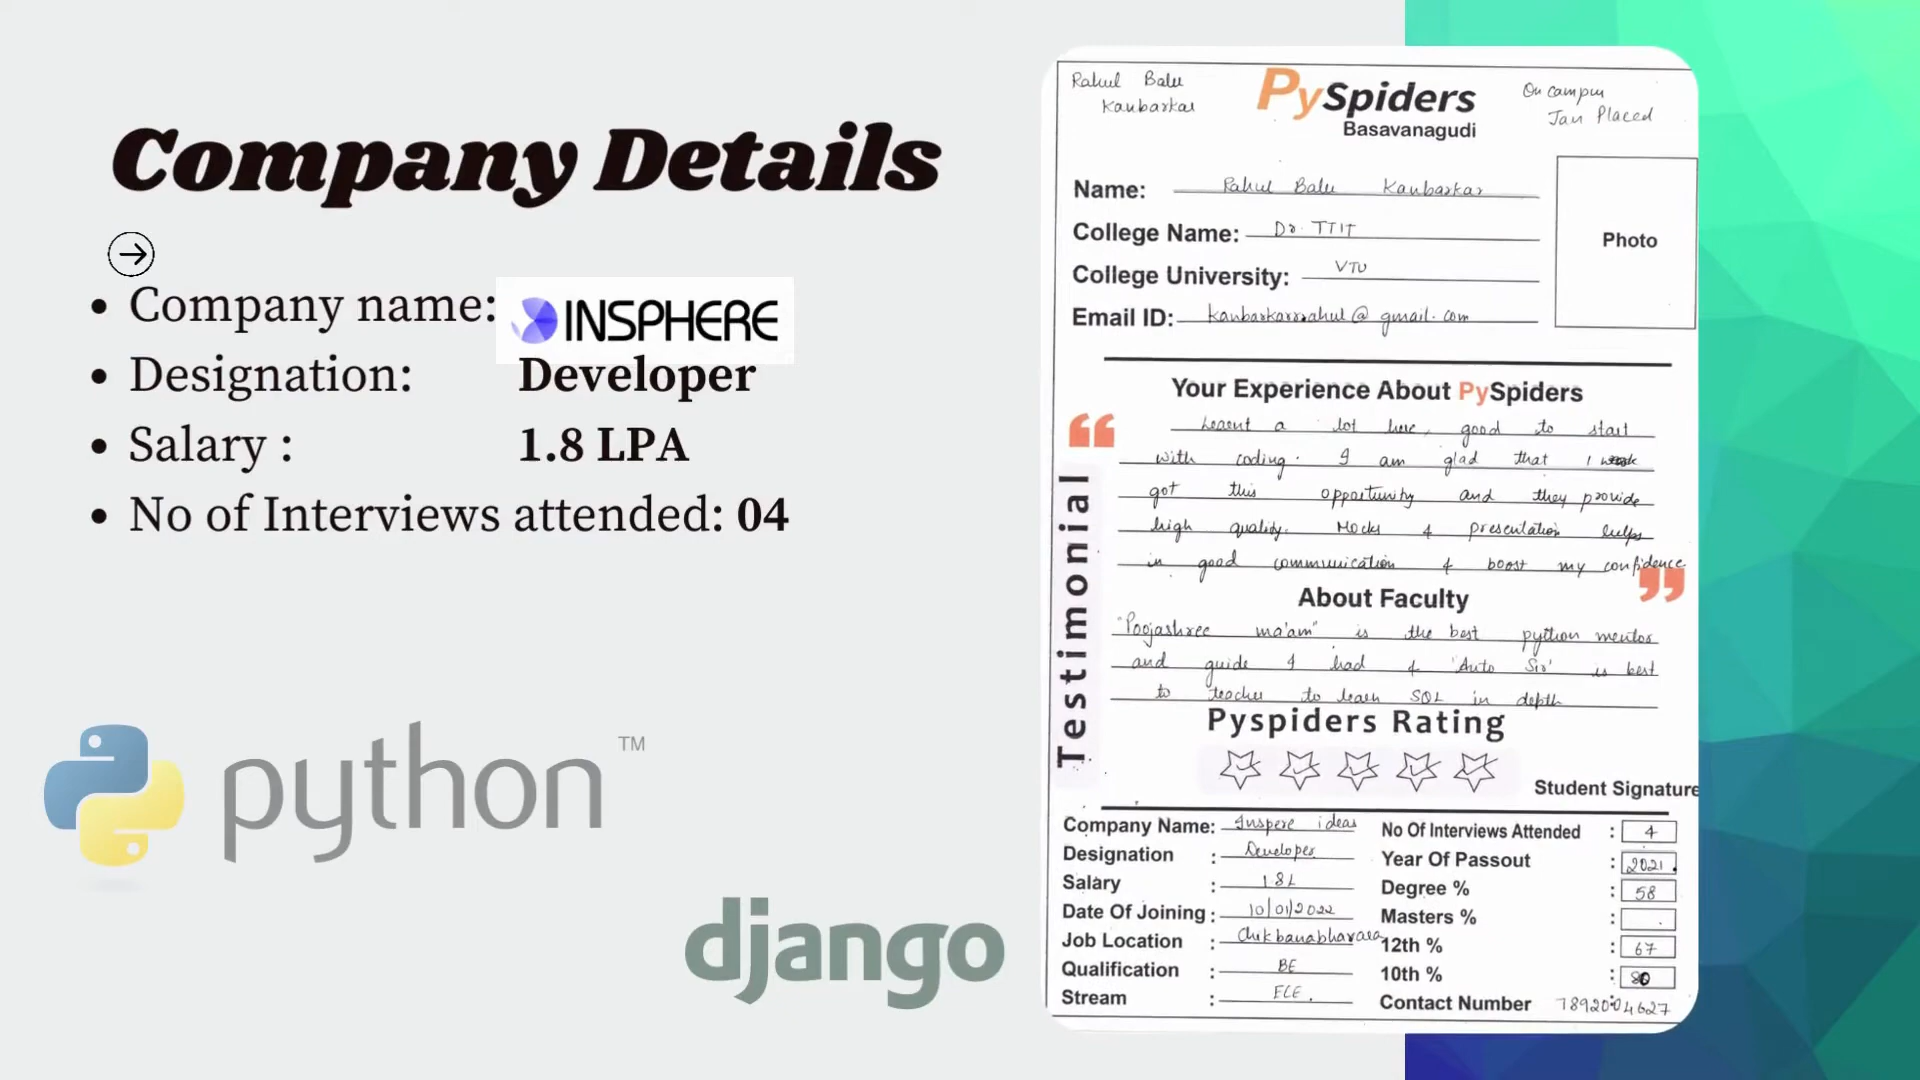 Company Details
• Company name: INSPHERE
• Designation: Developer
• Salary : 1.8 LPA
• No of Interviews attended: 04
python TM
django
Rahul Balu
Kanbarkar
PySpiders
Basavanagudi
On campus
Jan Placed
Name: Rahul Balu Kanbarkar
College Name: Dr. TTIT
College University: VTU
Email ID: kanbarkarrahul@gmail.com
Photo
Your Experience About PySpiders
Learnt a lot here, good to start
with coding. I am glad that I
got this opportunity and they provide
high quality. Mocks & presentation helps
in good communication & boost my confidence
Testimonial
About Faculty
"Poojashree ma'am" is the best python mentor
and guide I had & 'Auto Sir' is best
to teacher to learn SQL in depth
Pyspiders Rating
Student Signature
Company Name: Inspere ideas
Designation : Developer
Salary : 1.8L
Date Of Joining : 10/01/2022
Job Location :
Qualification : BE
Stream : ECE.
No Of Interviews Attended : 4
Year Of Passout : 2021
Degree % : 58
Masters % :
12th % : 67
10th % : 80
Contact Number : 7892004627